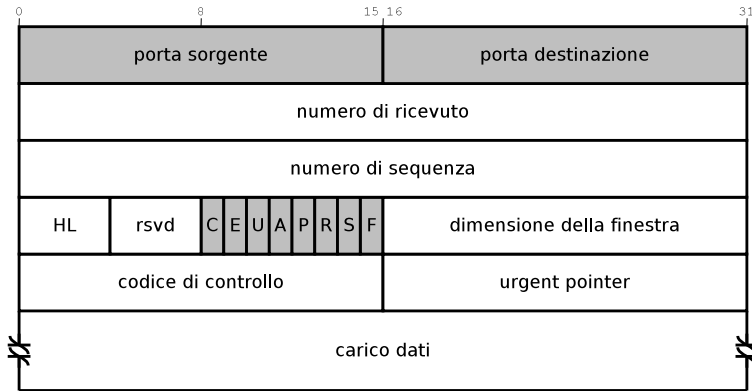 0 8 15 16 31
porta sorgente porta destinazione
numero di ricevuto
numero di sequenza
HL rsvd C E U A P R S F dimensione della finestra
codice di controllo urgent pointer
carico dati